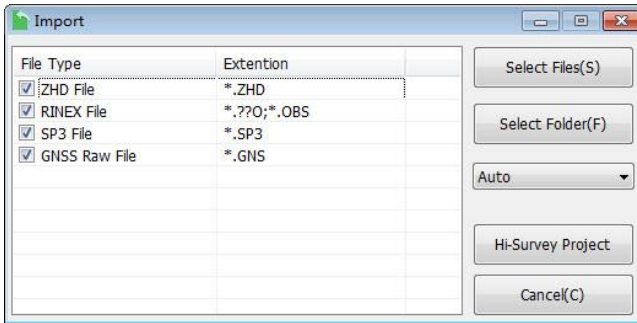 Import
File Type Extention
ZHD File *.ZHD
RINEX File *.??O;*.OBS
SP3 File *.SP3
GNSS Raw File *.GNS
Select Files(S)
Select Folder(F)
Auto
Hi-Survey Project
Cancel(C)